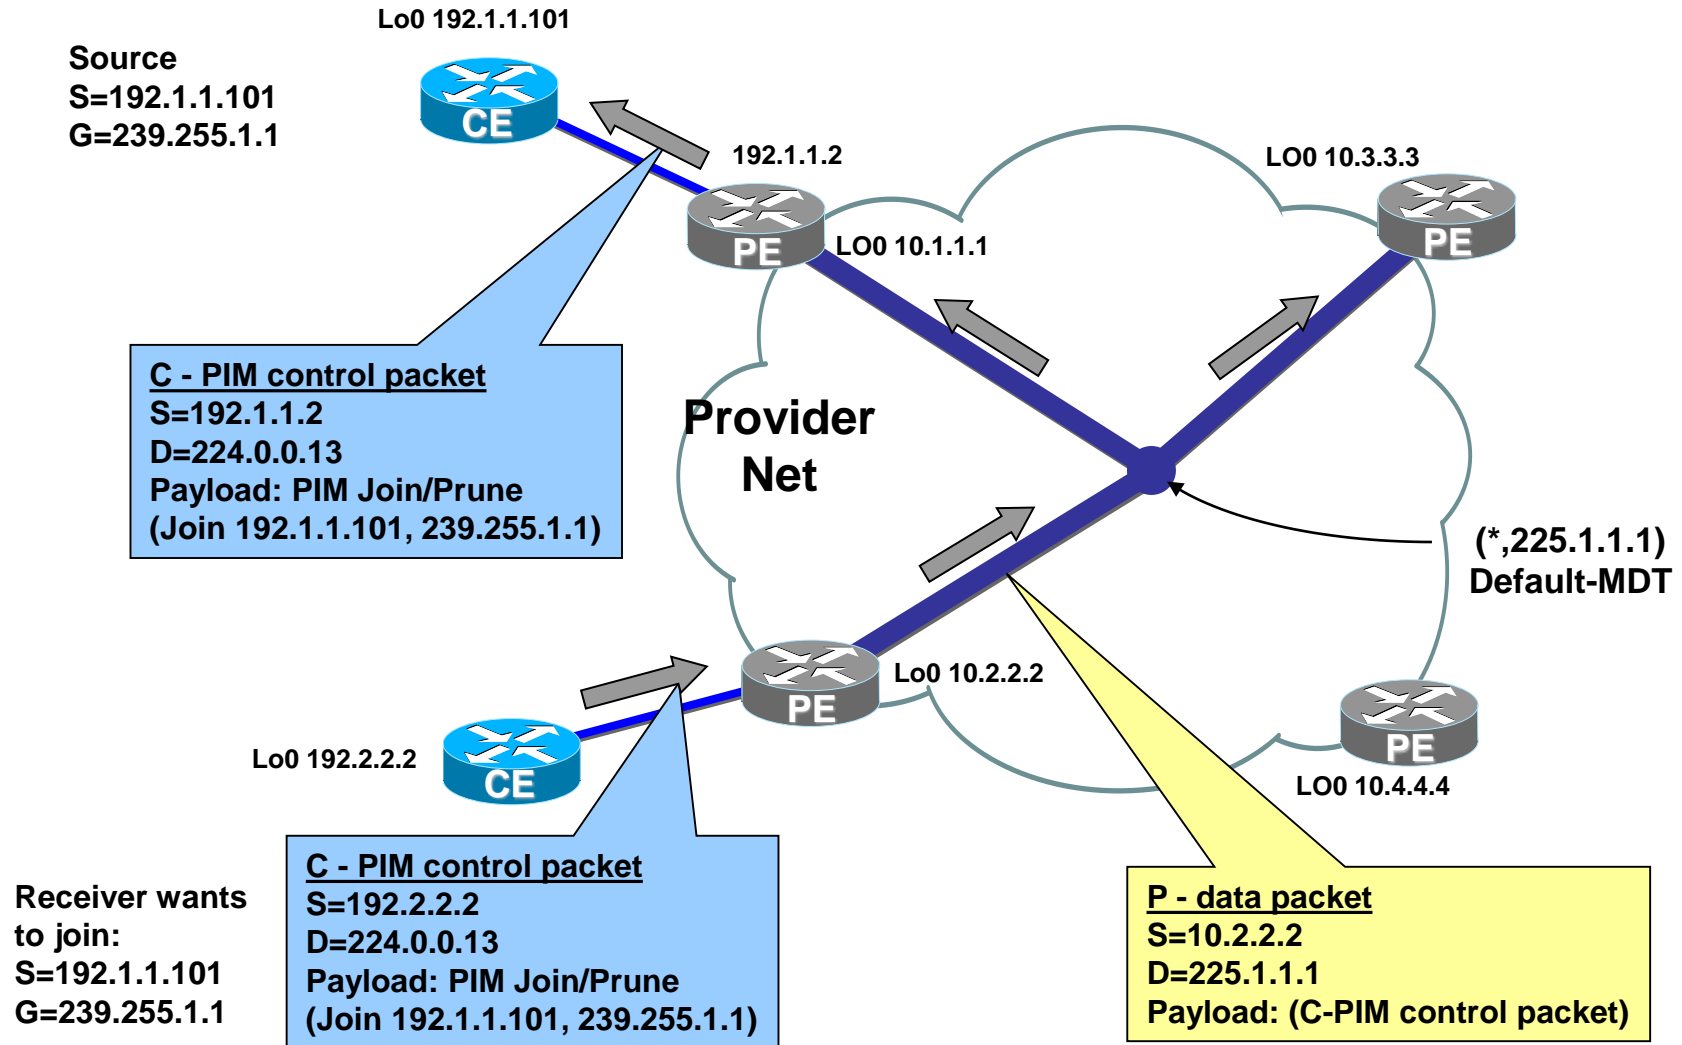 Lo0 192.1.1.101
Source
S=192.1.1.101
G=239.255.1.1
CE
192.1.1.2
PE
LO0 10.1.1.1
LO0 10.3.3.3
PE
C - PIM control packet
S=192.1.1.2
D=224.0.0.13
Payload: PIM Join/Prune
(Join 192.1.1.101, 239.255.1.1)
Provider
Net
(*,225.1.1.1)
Default-MDT
Lo0 10.2.2.2
PE
Lo0 192.2.2.2
CE
PE
LO0 10.4.4.4
Receiver wants
to join:
S=192.1.1.101
G=239.255.1.1
C - PIM control packet
S=192.2.2.2
D=224.0.0.13
Payload: PIM Join/Prune
(Join 192.1.1.101, 239.255.1.1)
P - data packet
S=10.2.2.2
D=225.1.1.1
Payload: (C-PIM control packet)